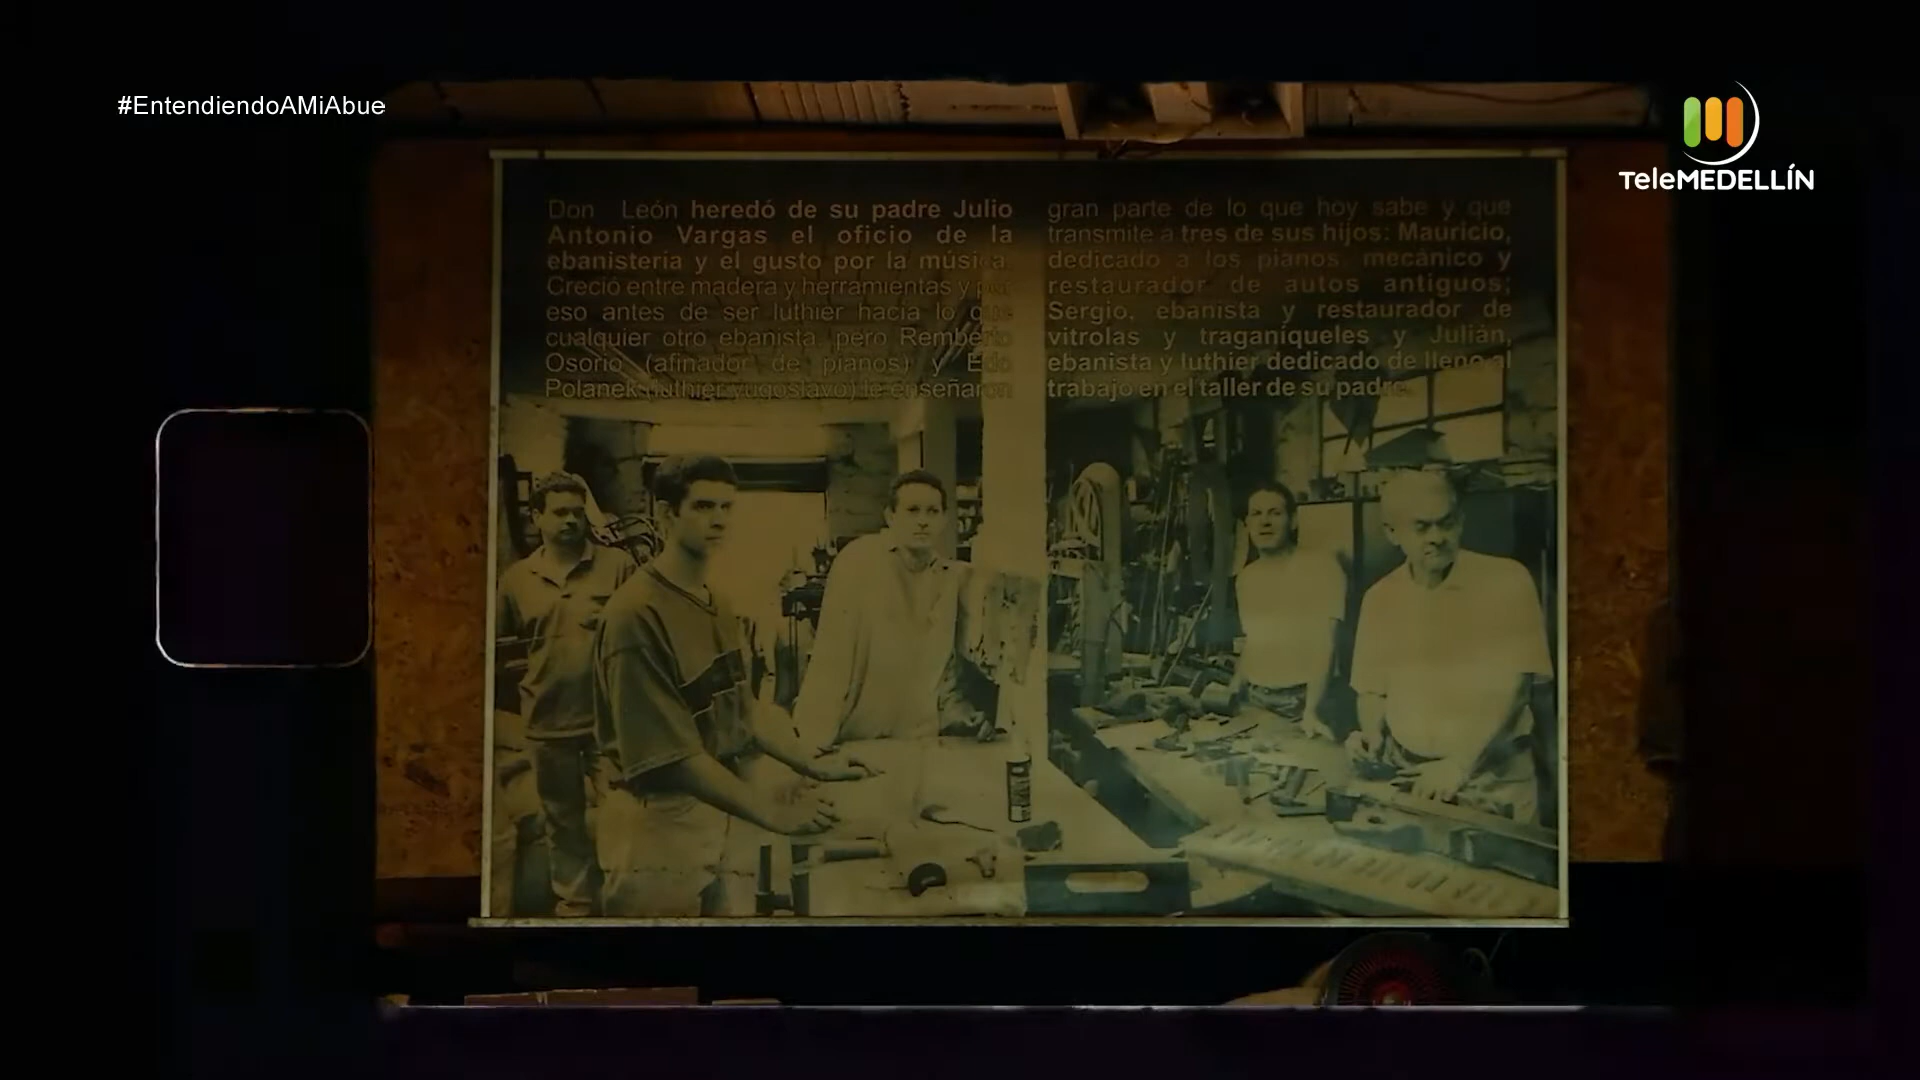 #EntendiendoAMiAbue
TeleMEDELLÍN
Don León heredó de su padre Julio
Antonio Vargas el oficio de la
ebanisteria y el gusto por la música.
Creció entre madera y herramientas y por
eso antes de ser luthier hacía lo que
cualquier otro ebanista, pero Remberto
Osorio (afinador de pianos) y Edo
Polanek (luthier yugoslavo) le enseñaron
gran parte de lo que hoy sabe y que
transmite a tres de sus hijos: Mauricio,
dedicado a los pianos, mecánico y
restaurador de autos antiguos;
Sergio, ebanista y restaurador de
vitrolas y traganíqueles y Julián,
ebanista y luthier dedicado de lleno al
trabajo en el taller de su padre.